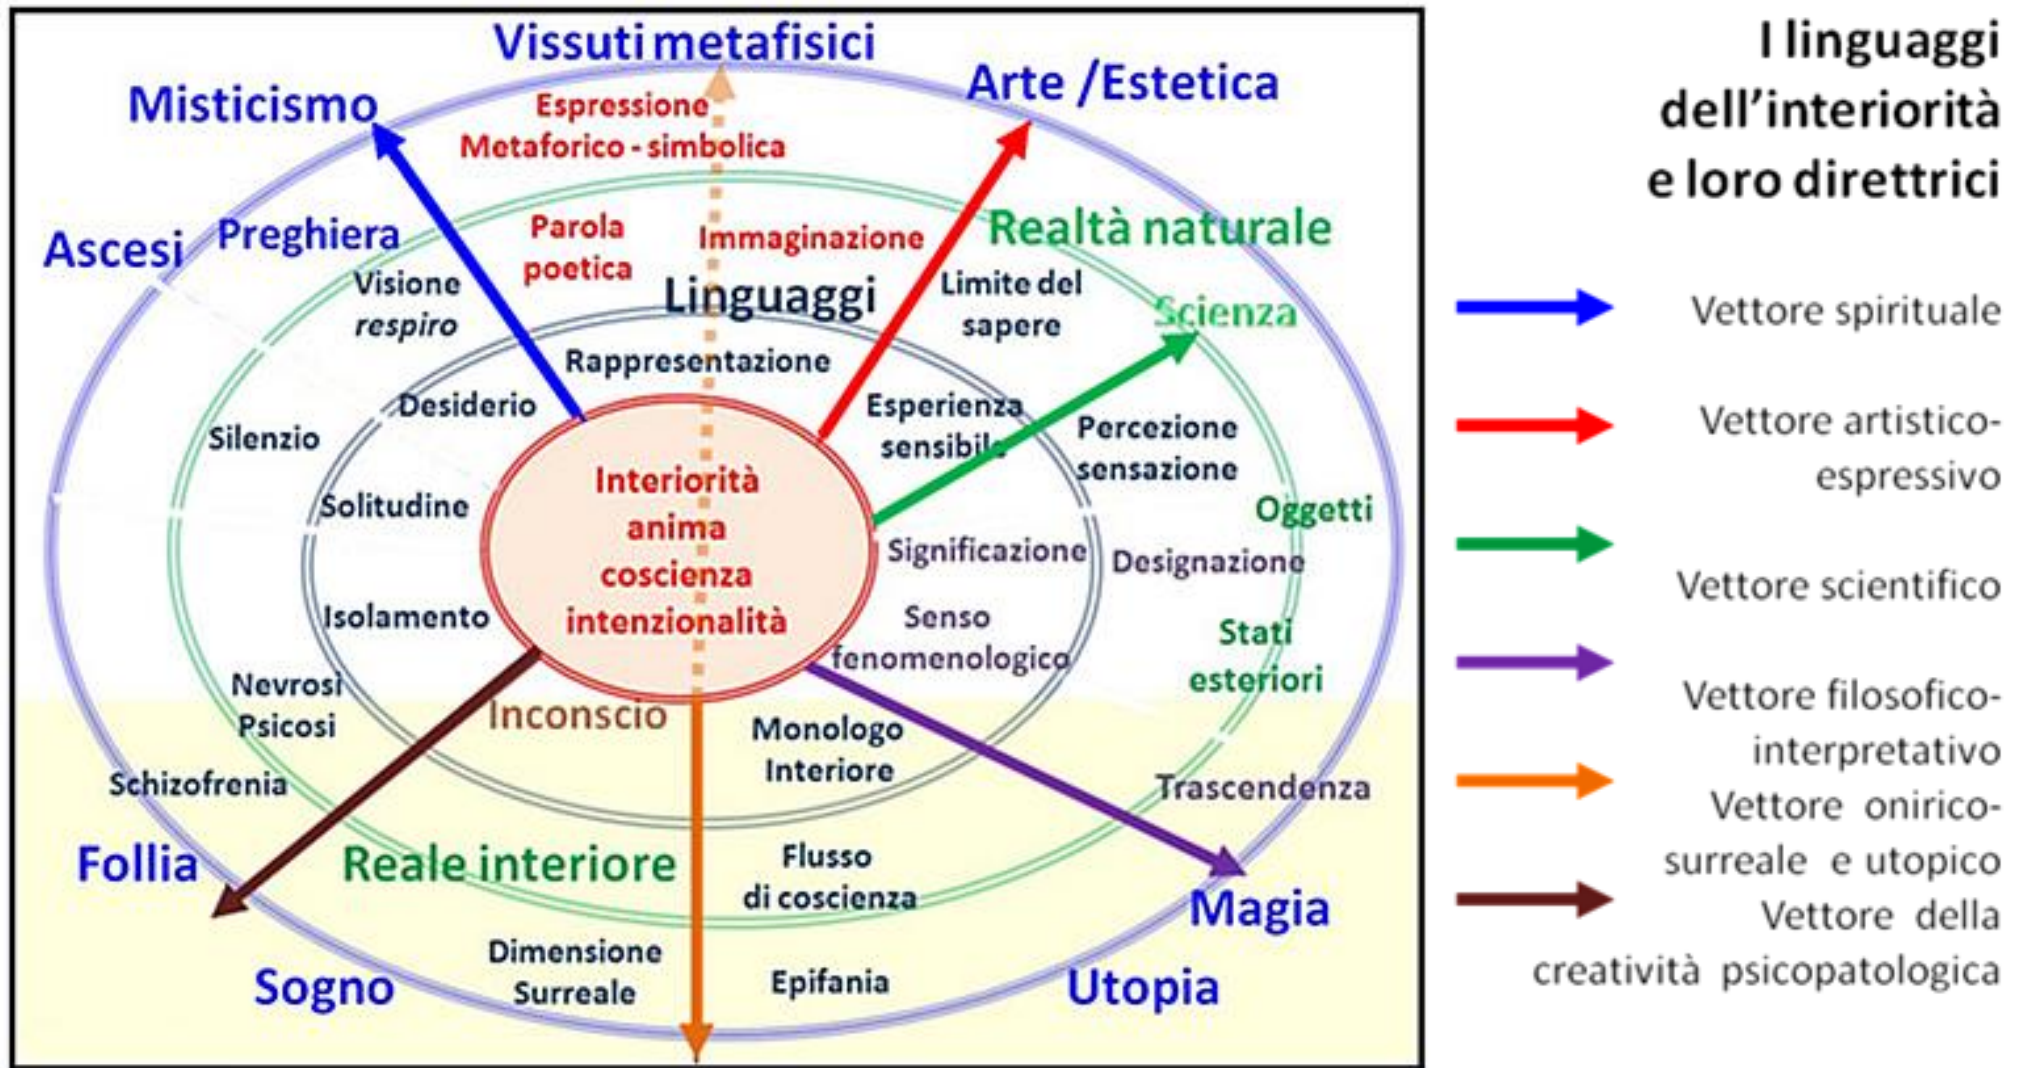 Vissuti metafisici
Misticismo
Arte /Estetica
Espressione
Metaforico - simbolica
Ascesi
Preghiera
Parola
poetica
Immaginazione
Realtà naturale
Visione
respiro
Linguaggi
Limite del
sapere
Scienza
Rappresentazione
Desiderio
Esperienza
sensibile
Silenzio
Percezione
sensazione
Solitudine
Interiorità
anima
coscienza
intenzionalità
Oggetti
Significazione
Designazione
Isolamento
Senso
fenomenologico
Stati
esteriori
Nevrosi
Psicosi
Inconscio
Monologo
Interiore
Schizofrenia
Trascendenza
Follia
Reale interiore
Flusso
di coscienza
Magia
Dimensione
Surreale
Sogno
Epifania
Utopia
I linguaggi
dell'interiorità
e loro direttrici
Vettore spirituale
Vettore artistico-
espressivo
Vettore scientifico
Vettore filosofico-
interpretativo
Vettore onirico-
surreale e utopico
Vettore della
creatività psicopatologica